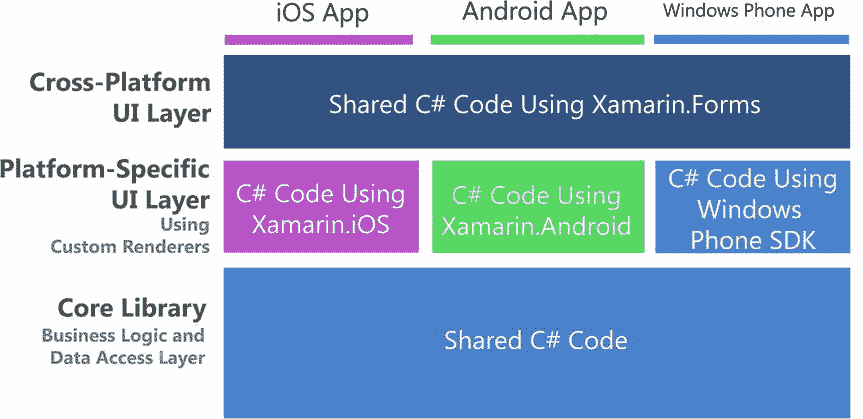 iOS App
Android App
Windows Phone App
Cross-Platform
UI Layer
Shared C# Code Using Xamarin.Forms
Platform-Specific
UI Layer
Using
Custom Renderers
C# Code Using
Xamarin.iOS
C# Code Using
Xamarin.Android
C# Code Using
Windows
Phone SDK
Core Library
Business Logic and
Data Access Layer
Shared C# Code